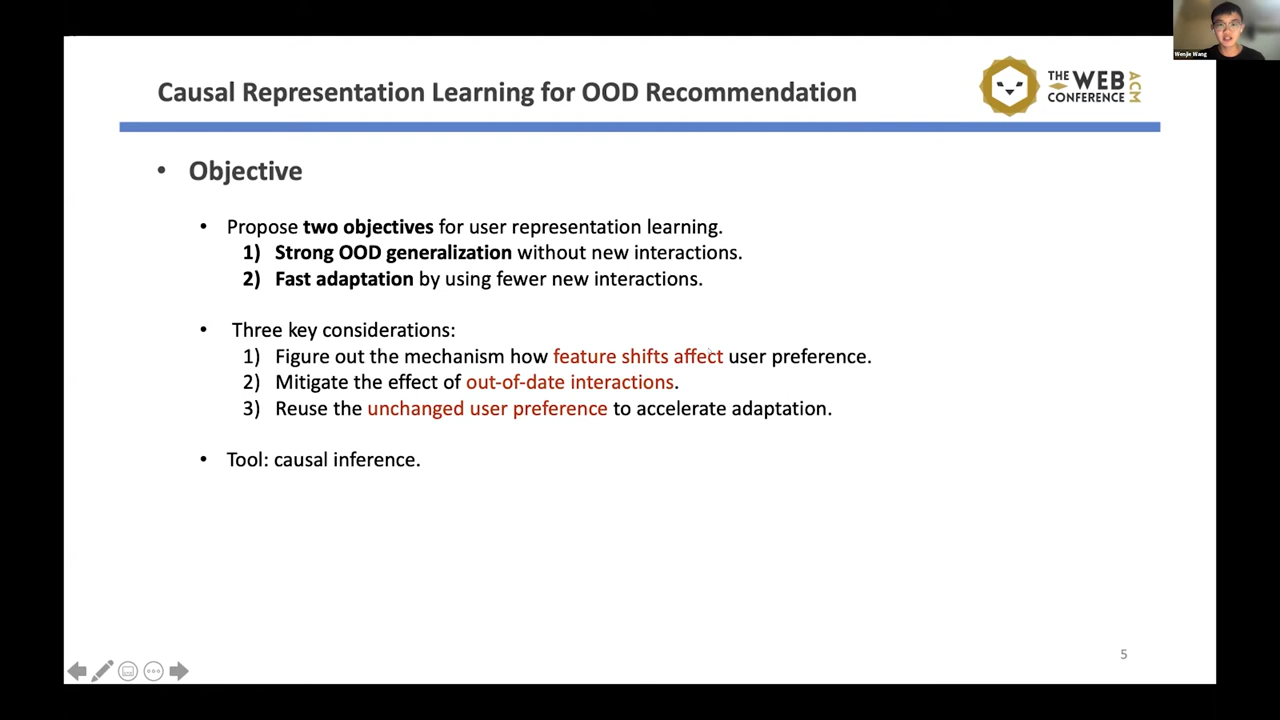 Wenjie Wang
Causal Representation Learning for OOD Recommendation
THE WEB CONFERENCE ACM
• Objective
• Propose two objectives for user representation learning.
1) Strong OOD generalization without new interactions.
2) Fast adaptation by using fewer new interactions.
• Three key considerations:
1) Figure out the mechanism how feature shifts affect user preference.
2) Mitigate the effect of out-of-date interactions.
3) Reuse the unchanged user preference to accelerate adaptation.
• Tool: causal inference.
5